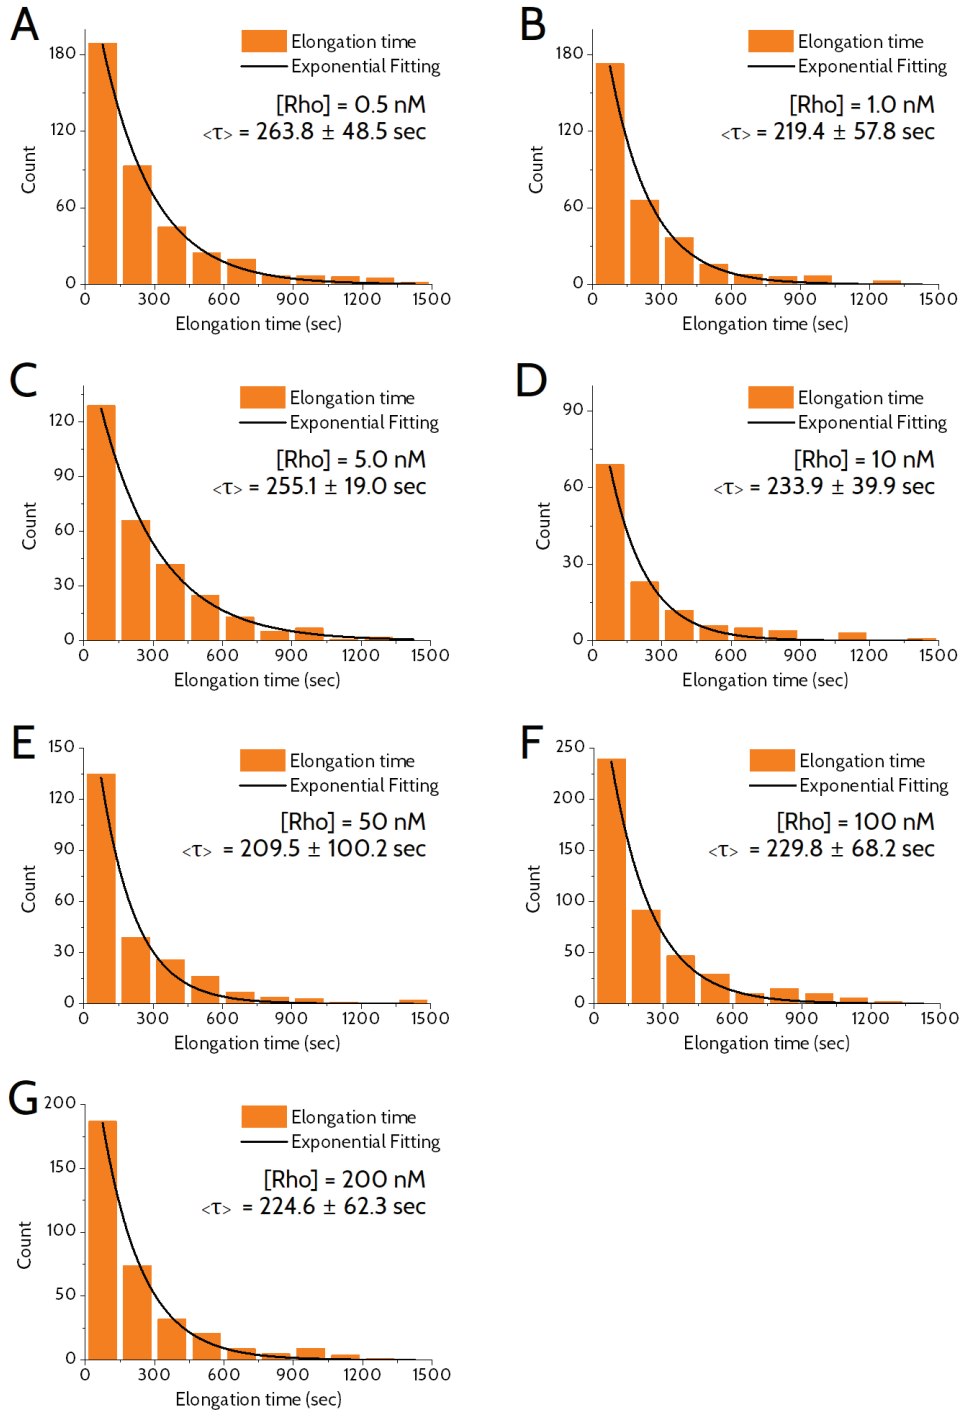 A
Elongation time
Exponential Fitting
[Rho] = 0.5 nM
<τ> = 263.8 ± 48.5 sec
Count
180
120
60
0
0 300 600 900 1200 1500
Elongation time (sec)
B
Elongation time
Exponential Fitting
[Rho] = 1.0 nM
<τ> = 219.4 ± 57.8 sec
Count
180
120
60
0
0 300 600 900 1200 1500
Elongation time (sec)
C
Elongation time
Exponential Fitting
[Rho] = 5.0 nM
<τ> = 255.1 ± 19.0 sec
Count
120
90
60
30
0
0 300 600 900 1200 1500
Elongation time (sec)
D
Elongation time
Exponential Fitting
[Rho] = 10 nM
<τ> = 233.9 ± 39.9 sec
Count
90
60
30
0
0 300 600 900 1200 1500
Elongation time (sec)
E
Elongation time
Exponential Fitting
[Rho] = 50 nM
<τ> = 209.5 ± 100.2 sec
Count
150
120
90
60
30
0
0 300 600 900 1200 1500
Elongation time (sec)
F
Elongation time
Exponential Fitting
[Rho] = 100 nM
<τ> = 229.8 ± 68.2 sec
Count
250
200
150
100
50
0
0 300 600 900 1200 1500
Elongation time (sec)
G
Elongation time
Exponential Fitting
[Rho] = 200 nM
<τ> = 224.6 ± 62.3 sec
Count
200
150
100
50
0
0 300 600 900 1200 1500
Elongation time (sec)